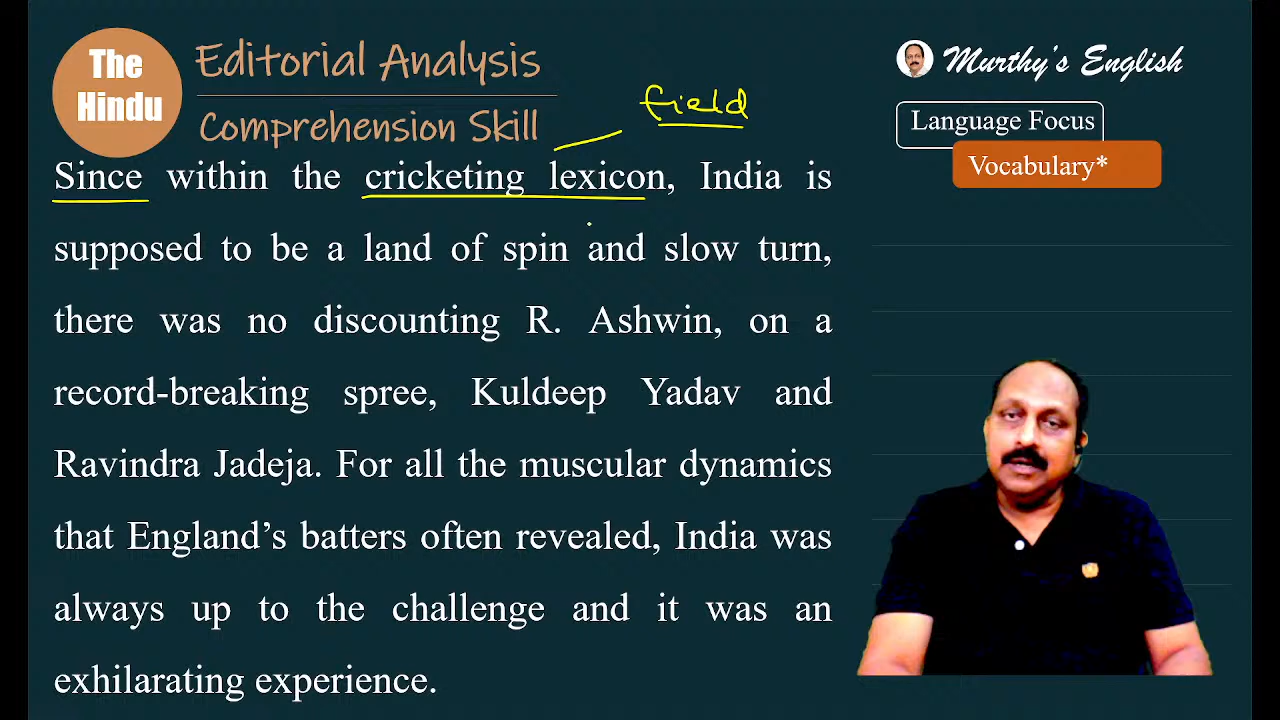 The
Hindu
Editorial Analysis
Comprehension Skill
field
Murthy's English
Language Focus
Vocabulary*
Since within the cricketing lexicon, India is
supposed to be a land of spin and slow turn,
there was no discounting R. Ashwin, on a
record-breaking spree, Kuldeep Yadav and
Ravindra Jadeja. For all the muscular dynamics
that England’s batters often revealed, India was
always up to the challenge and it was an
exhilarating experience.